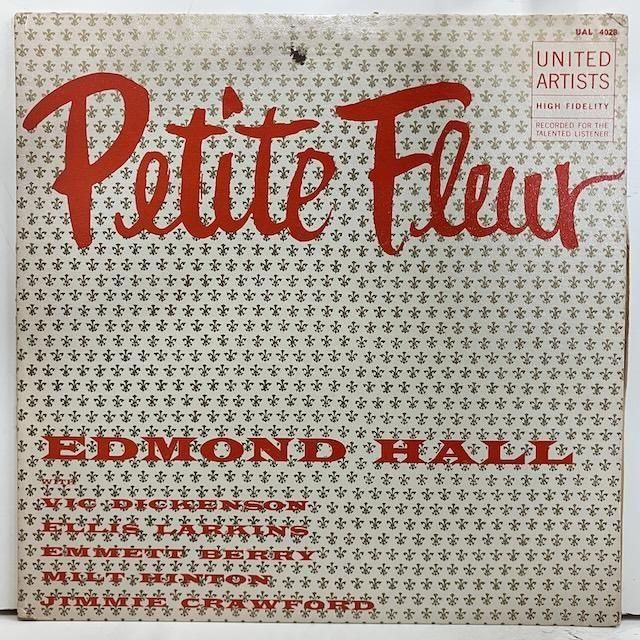 UAL 4028
UNITED
ARTISTS
HIGH FIDELITY
RECORDED FOR THE
TALENTED LISTENER
Petite Fleur
EDMOND HALL
WITH
VIC DICKENSON
ELLIS LARKINS
EMMETT BERRY
MILT HINTON
JIMMIE CRAWFORD